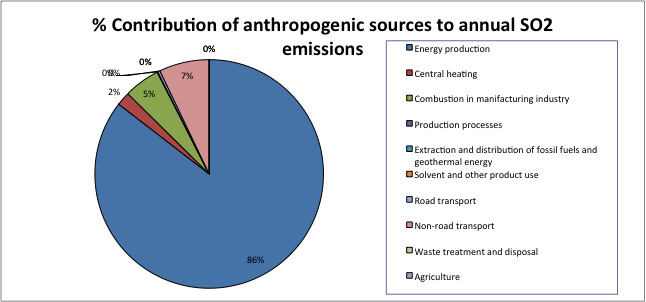 % Contribution of anthropogenic sources to annual SO2
emissions
0%
0%
0%
0%
7%
5%
2%
86%
Energy production
Central heating
Combustion in manifacturing industry
Production processes
Extraction and distribution of fossil fuels and
geothermal energy
Solvent and other product use
Road transport
Non-road transport
Waste treatment and disposal
Agriculture